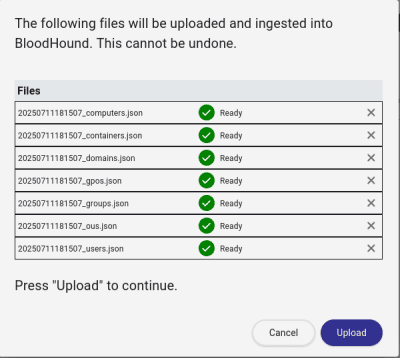 The following files will be uploaded and ingested into
BloodHound. This cannot be undone.
Files
20250711181507_computers.json Ready
20250711181507_containers.json Ready
20250711181507_domains.json Ready
20250711181507_gpos.json Ready
20250711181507_groups.json Ready
20250711181507_ous.json Ready
20250711181507_users.json Ready
Press "Upload" to continue.
Cancel Upload